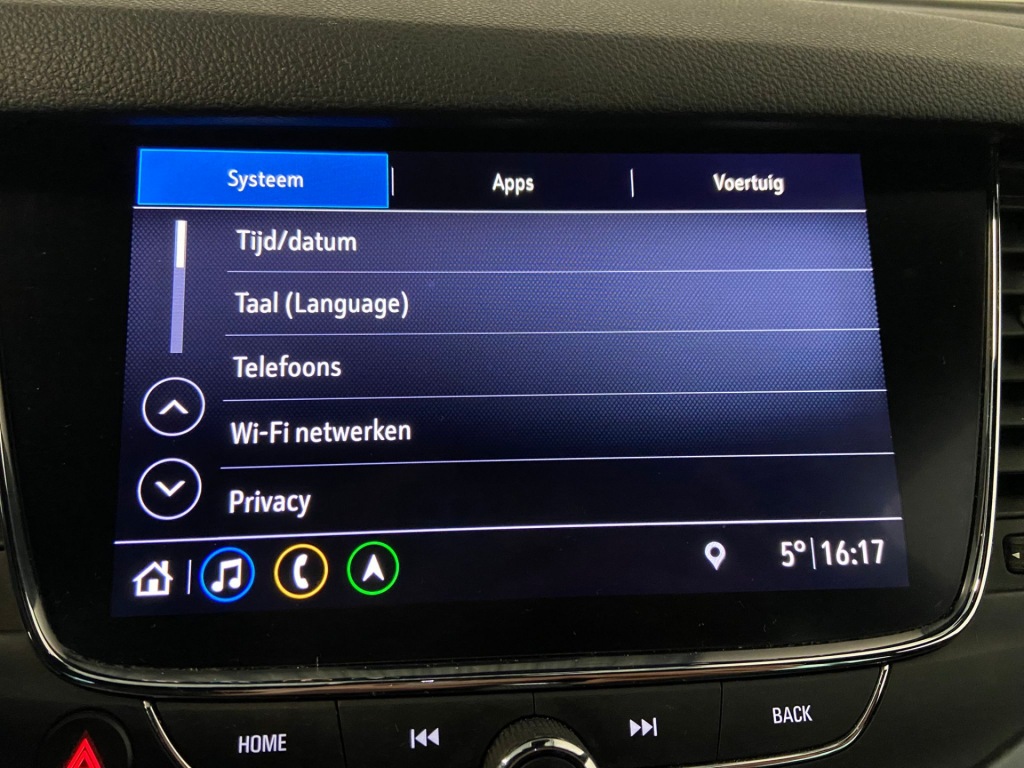 Systeem Apps Voertuig
Tijd/datum
Taal (Language)
Telefoons
Wi-Fi netwerken
Privacy
5° 16:17
HOME BACK